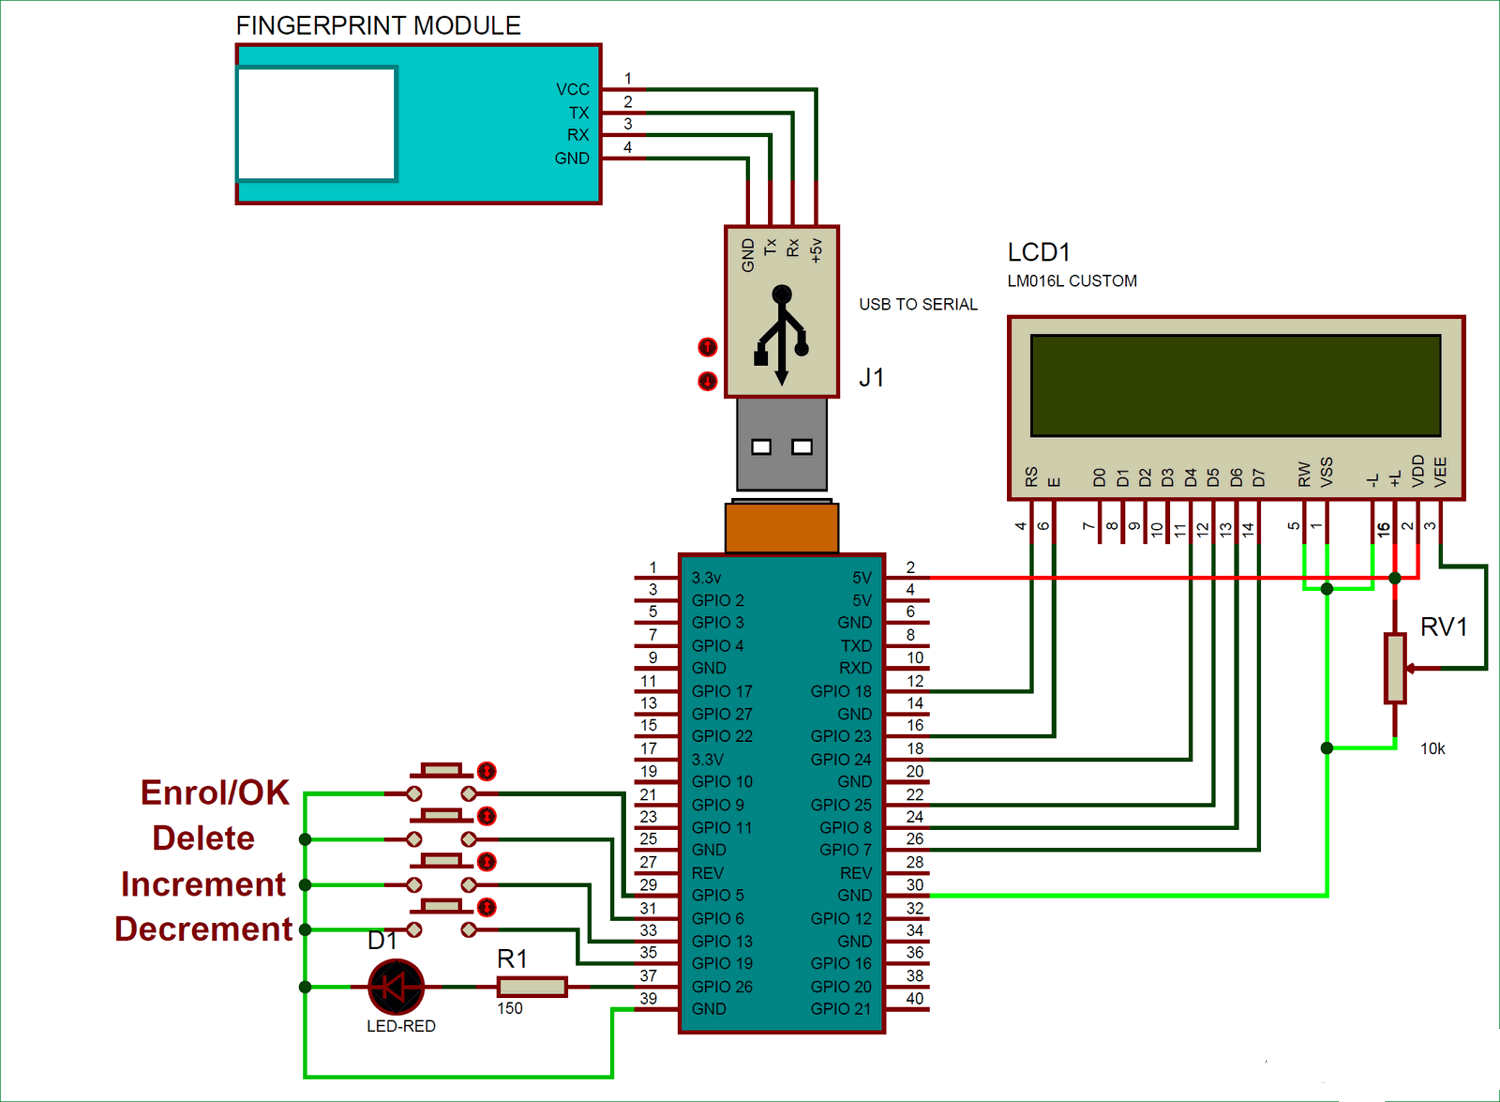 FINGERPRINT MODULE
VCC 1
TX 2
RX 3
GND 4
GND Tx Rx +5v
USB TO SERIAL
J1
LCD1
LM016L CUSTOM
RS E D0 D1 D2 D3 D4 D5 D6 D7 RW VSS -L +L VDD VEE
4 6 7 8 9 10 11 12 13 14 5 1 2 3
RV1
10k
1 3.3v 5V 2
3 GPIO 2 5V 4
5 GPIO 3 GND 6
7 GPIO 4 TXD 8
9 GND RXD 10
11 GPIO 17 GPIO 18 12
13 GPIO 27 GND 14
15 GPIO 22 GPIO 23 16
17 3.3V GPIO 24 18
19 GPIO 10 GND 20
21 GPIO 9 GPIO 25 22
23 GPIO 11 GPIO 8 24
25 GND GPIO 7 26
27 REV REV 28
29 GPIO 5 GND 30
31 GPIO 6 GPIO 12 32
33 GPIO 13 GND 34
35 GPIO 19 GPIO 16 36
37 GPIO 26 GPIO 20 38
39 GND GPIO 21 40
Enrol/OK
Delete
Increment
Decrement
D1
LED-RED
R1
150